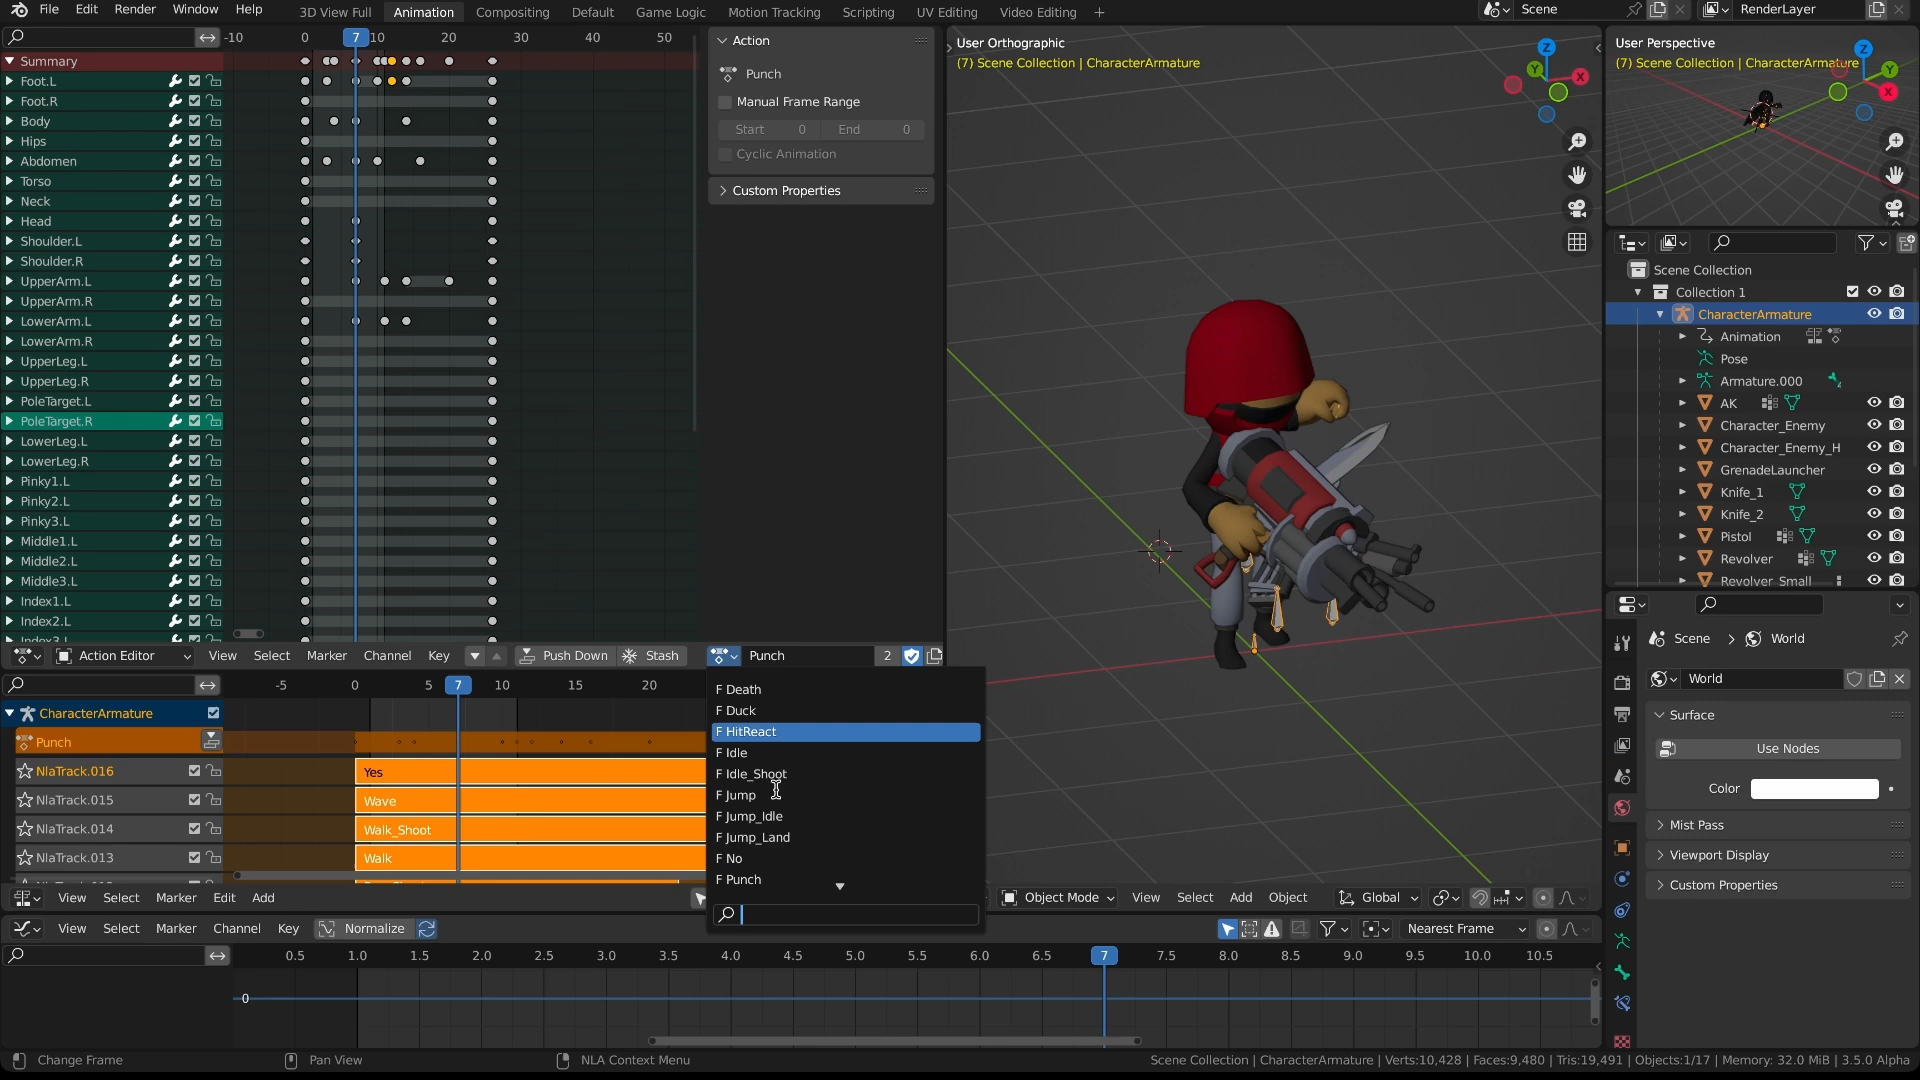 File Edit Render Window Help 3D View Full Animation Compositing Default Game Logic Motion Tracking Scripting UV Editing Video Editing + Scene RenderLayer
-10 0 7 10 20 30 40 50
Summary
Foot.L
Foot.R
Body
Hips
Abdomen
Torso
Neck
Head
Shoulder.L
Shoulder.R
UpperArm.L
UpperArm.R
LowerArm.L
LowerArm.R
UpperLeg.L
UpperLeg.R
PoleTarget.L
PoleTarget.R
LowerLeg.L
LowerLeg.R
Pinky1.L
Pinky2.L
Pinky3.L
Middle1.L
Middle2.L
Middle3.L
Index1.L
Index2.L
Index3.L
Action
Punch
Manual Frame Range
Start 0 End 0
Cyclic Animation
Custom Properties
User Orthographic
(7) Scene Collection | CharacterArmature
Z
Y
X
User Perspective
(7) Scene Collection | CharacterArmature
Z
Y
X
Scene Collection
Collection 1
CharacterArmature
Animation
Pose
Armature.000
AK
Character_Enemy
Character_Enemy_H
GrenadeLauncher
Knife_1
Knife_2
Pistol
Revolver
Revolver_Small
Action Editor View Select Marker Channel Key Push Down Stash Punch 2
-5 0 5 7 10 15 20
CharacterArmature
Punch
NlaTrack.016 Yes
NlaTrack.015 Wave
NlaTrack.014 Walk_Shoot
NlaTrack.013 Walk
F Death
F Duck
F HitReact
F Idle
F Idle_Shoot
F Jump
F Jump_Idle
F Jump_Land
F No
F Punch
View Select Marker Edit Add
Object Mode View Select Add Object Global
View Select Marker Channel Key Normalize Nearest Frame
0.5 1.0 1.5 2.0 2.5 3.0 3.5 4.0 4.5 5.0 5.5 6.0 6.5 7 7.5 8.0 8.5 9.0 9.5 10.0 10.5
0
Scene World
World
Surface
Use Nodes
Color
Mist Pass
Viewport Display
Custom Properties
Change Frame Pan View NLA Context Menu Scene Collection | CharacterArmature | Verts:10,428 | Faces:9,480 | Tris:19,491 | Objects:1/17 | Memory: 32.0 MiB | 3.5.0 Alpha